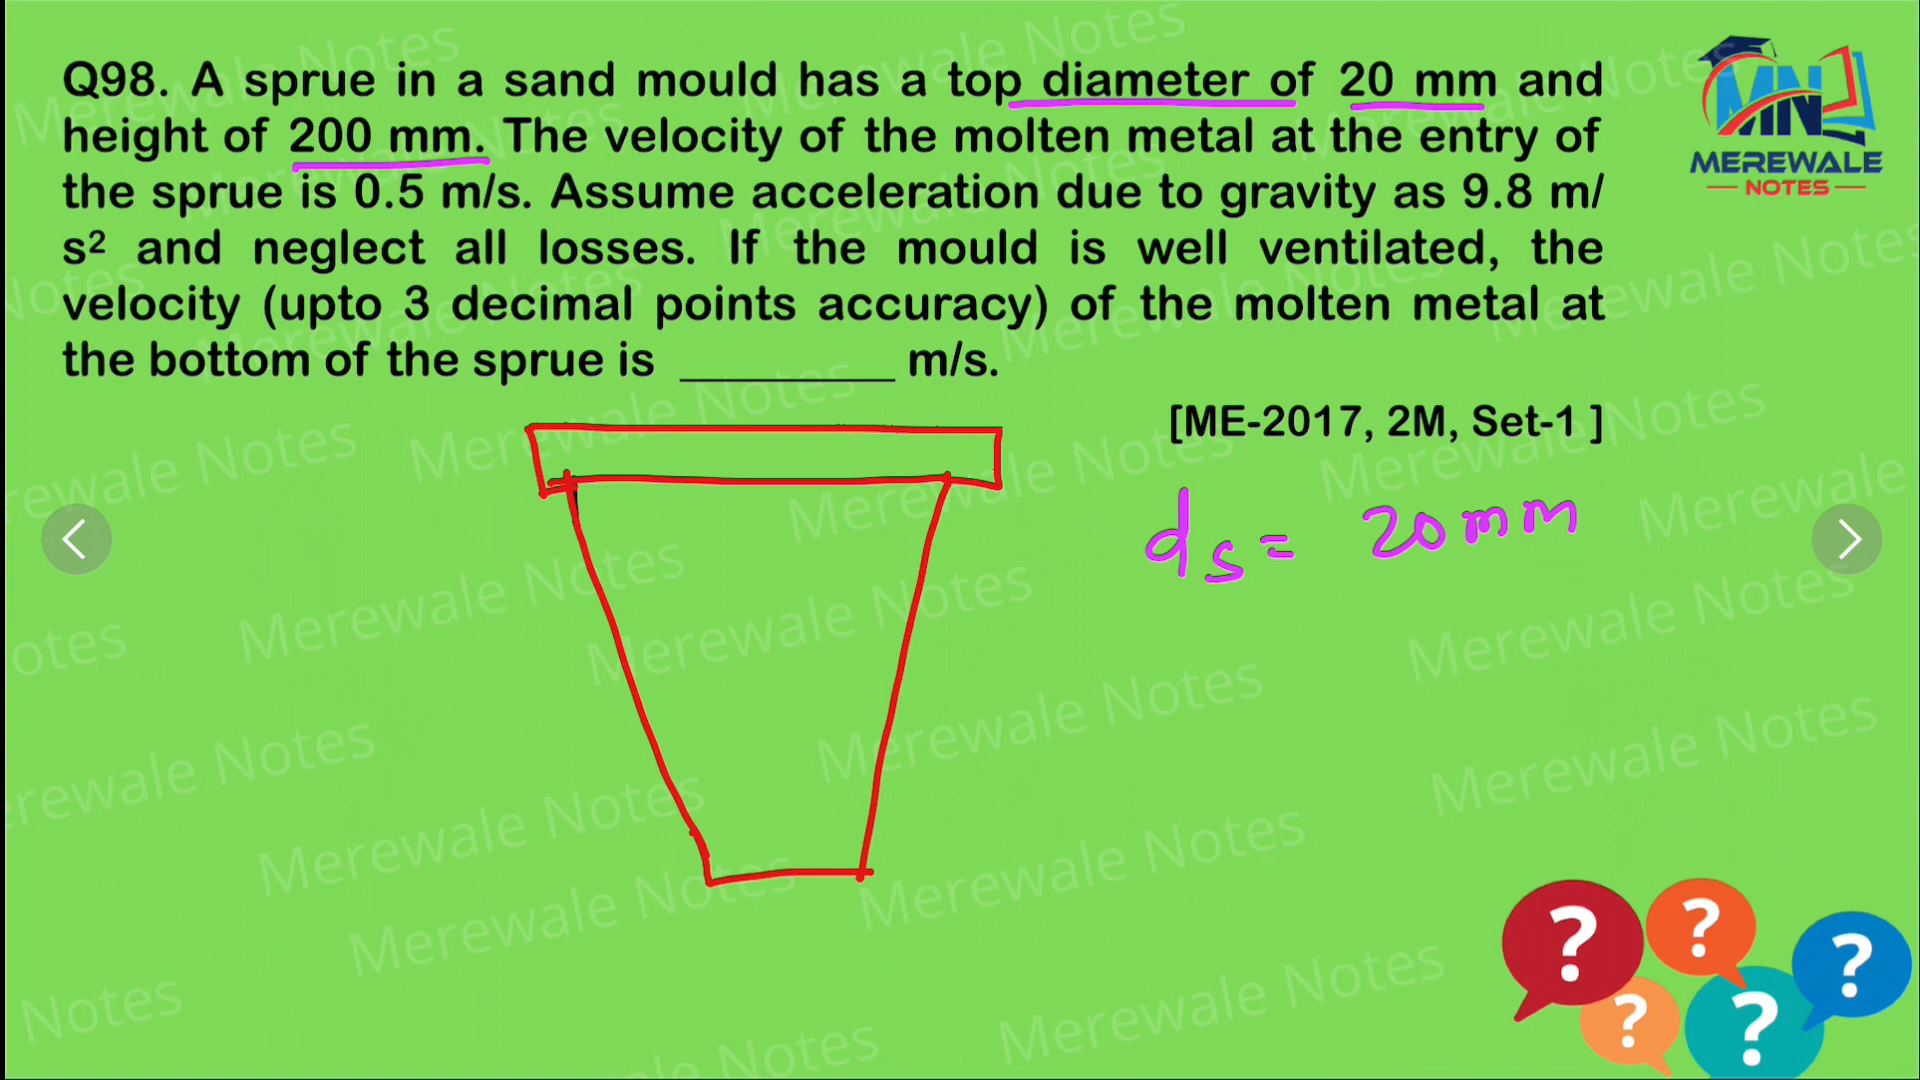 Q98. A sprue in a sand mould has a top diameter of 20 mm and
height of 200 mm. The velocity of the molten metal at the entry of
the sprue is 0.5 m/s. Assume acceleration due to gravity as 9.8 m/
s² and neglect all losses. If the mould is well ventilated, the
velocity (upto 3 decimal points accuracy) of the molten metal at
the bottom of the sprue is ________ m/s.
[ME-2017, 2M, Set-1 ]
ds = 20mm
MN
MEREWALE
NOTES
Merewale Notes
? ? ? ? ?